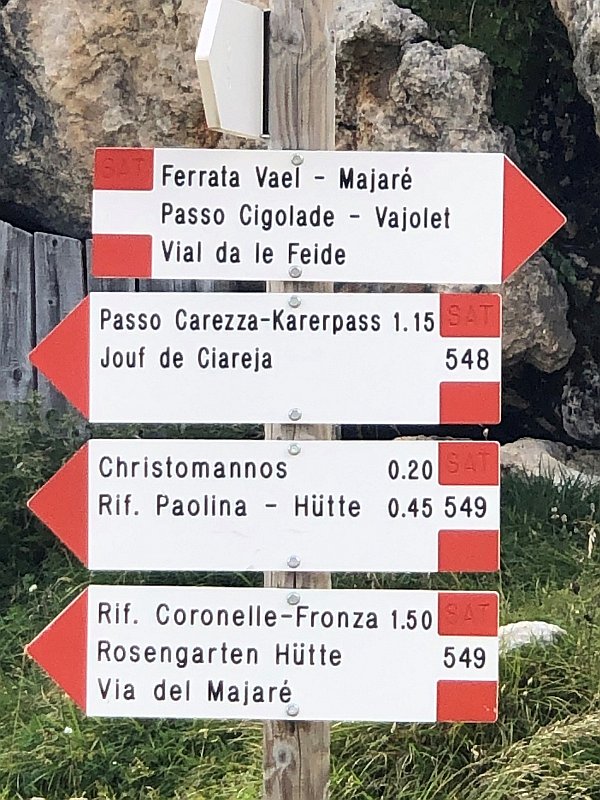 SAT
Ferrata Vael - Majaré
Passo Cigolade - Vajolet
Vial da le Feide
Passo Carezza-Karerpass 1.15 SAT
Jouf de Ciareja 548
Christomannos 0.20 SAT
Rif. Paolina - Hütte 0.45 549
Rif. Coronelle-Fronza 1.50 SAT
Rosengarten Hütte 549
Via del Majaré